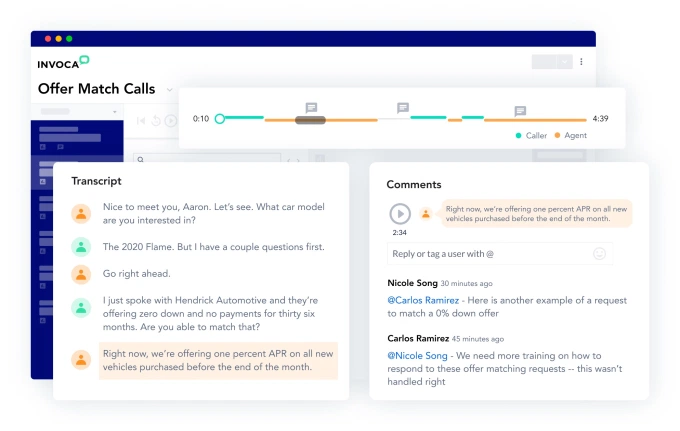 INVOCA
Offer Match Calls
0:10
4:39
Caller
Agent
Transcript
Nice to meet you, Aaron. Let's see. What car model
are you interested in?
The 2020 Flame. But I have a couple questions first.
Go right ahead.
I just spoke with Hendrick Automotive and they're
offering zero down and no payments for thirty six
months. Are you able to match that?
Right now, we're offering one percent APR on all new
vehicles purchased before the end of the month.
Comments
Right now, we're offering one percent APR on all new
vehicles purchased before the end of the month.
2:34
Reply or tag a user with @
Nicole Song 30 minutes ago
@Carlos Ramirez - Here is another example of a request
to match a 0% down offer
Carlos Ramirez 45 minutes ago
@Nicole Song - We need more training on how to
respond to these offer matching requests -- this wasn't
handled right